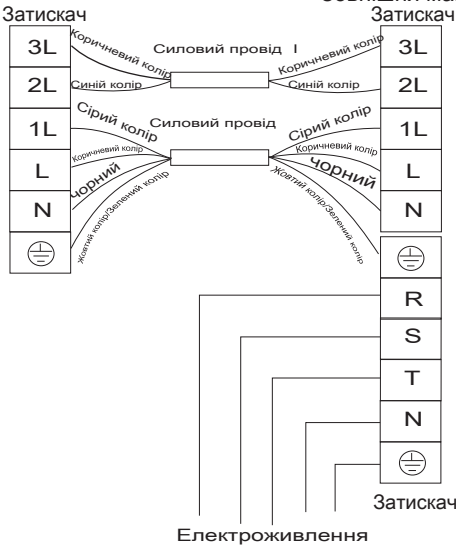 Затискач
Затискач
3L
Коричневий колір
Силовий провід I
Коричневий колір
3L
2L
Синій колір
Синій колір
2L
1L
Сірий колір
Силовий провід
Сірий колір
1L
L
Коричневий колір
Коричневий колір
L
чорний
чорний
N
Жовтий колір/Зелений колір
Жовтий колір/Зелений колір
N
R
S
T
N
Затискач
Електроживлення